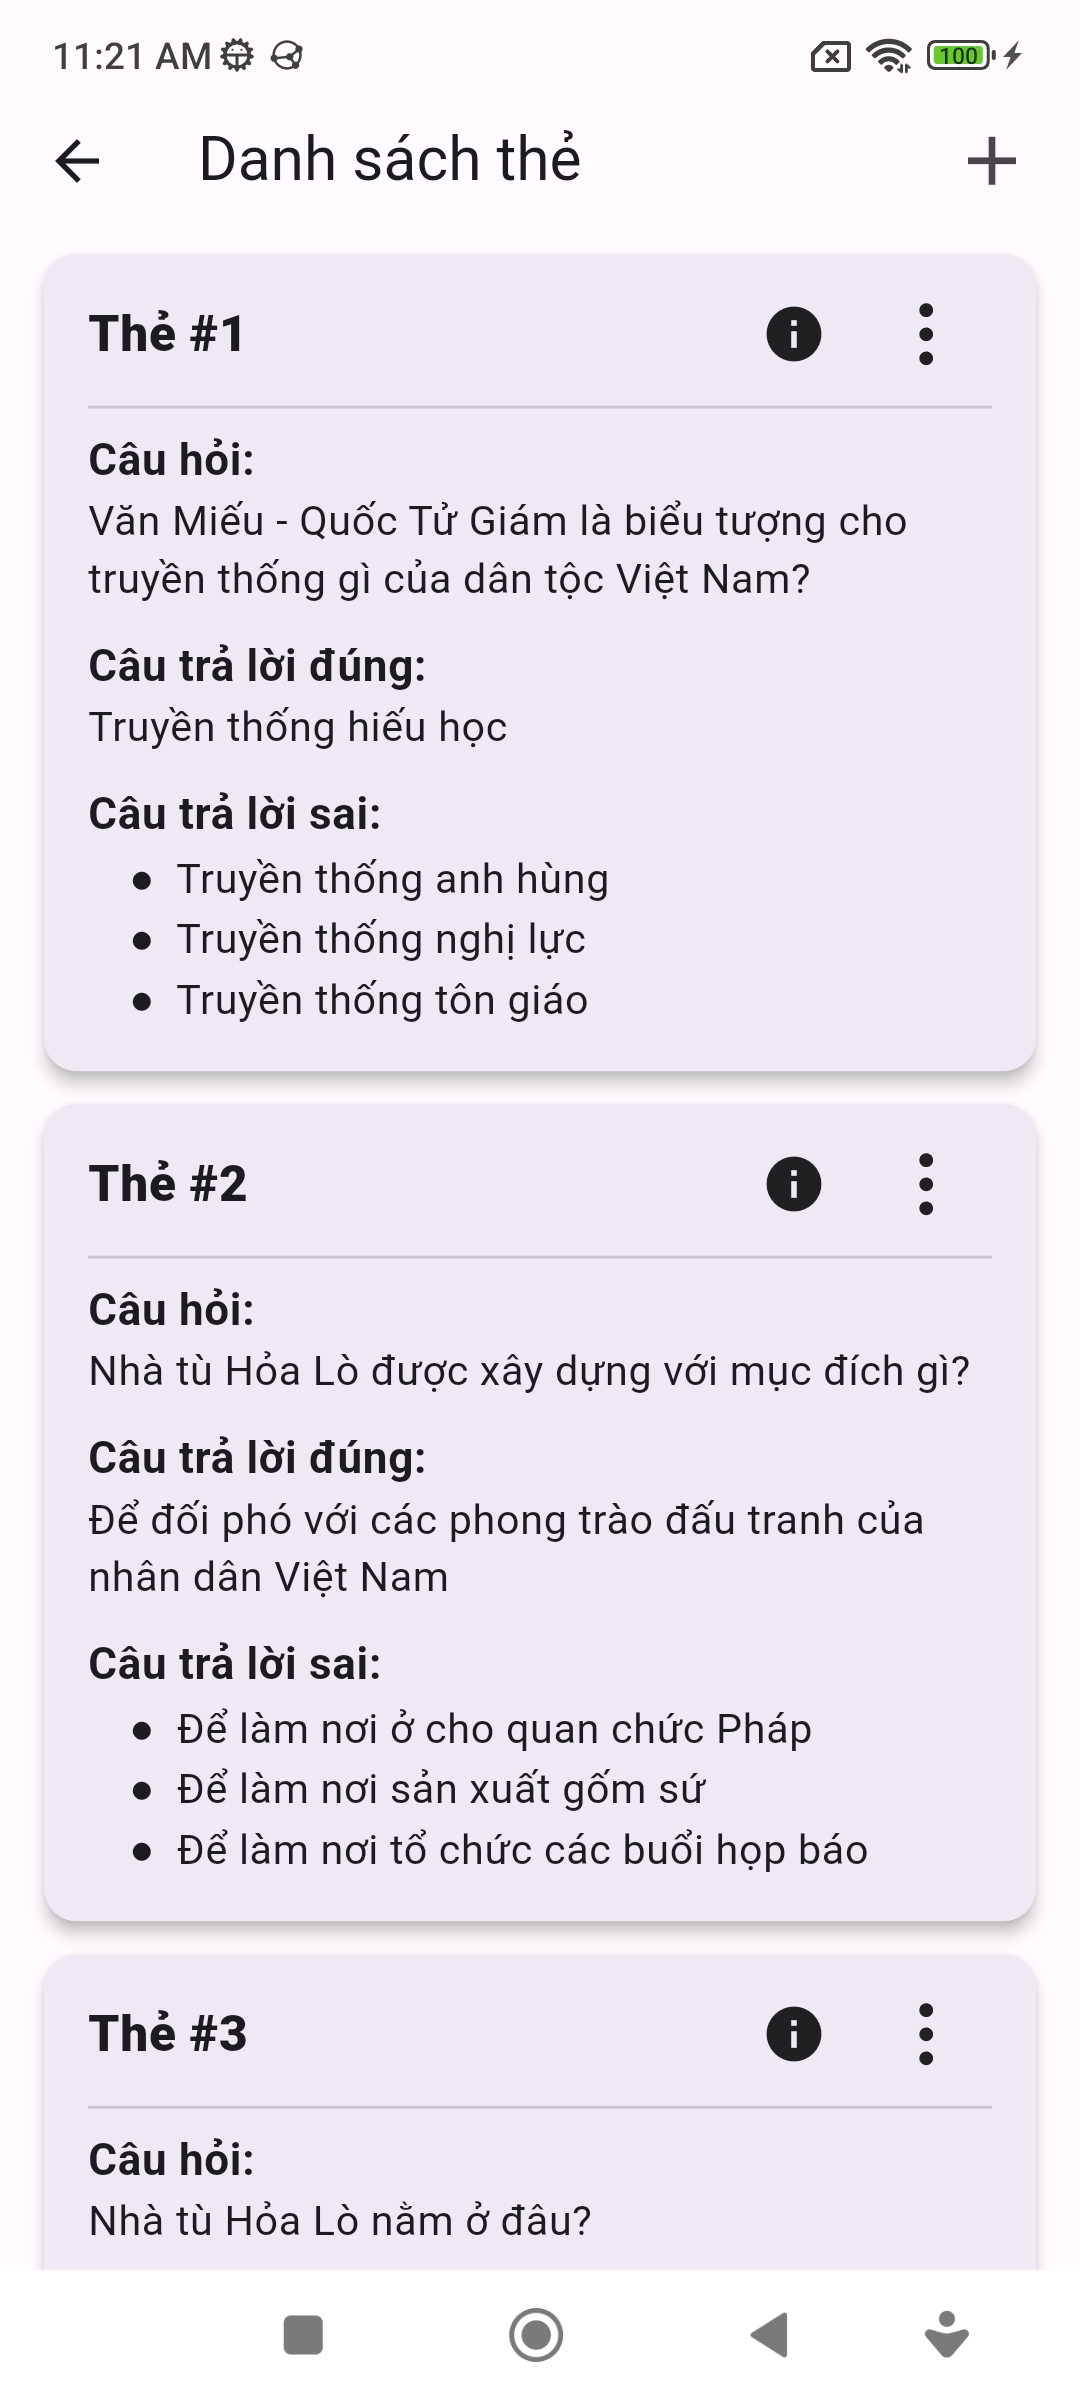 11:21 AM
100
Danh sách thẻ
Thẻ #1
Câu hỏi:
Văn Miếu - Quốc Tử Giám là biểu tượng cho
truyền thống gì của dân tộc Việt Nam?
Câu trả lời đúng:
Truyền thống hiếu học
Câu trả lời sai:
Truyền thống anh hùng
Truyền thống nghị lực
Truyền thống tôn giáo
Thẻ #2
Câu hỏi:
Nhà tù Hỏa Lò được xây dựng với mục đích gì?
Câu trả lời đúng:
Để đối phó với các phong trào đấu tranh của
nhân dân Việt Nam
Câu trả lời sai:
Để làm nơi ở cho quan chức Pháp
Để làm nơi sản xuất gốm sứ
Để làm nơi tổ chức các buổi họp báo
Thẻ #3
Câu hỏi:
Nhà tù Hỏa Lò nằm ở đâu?